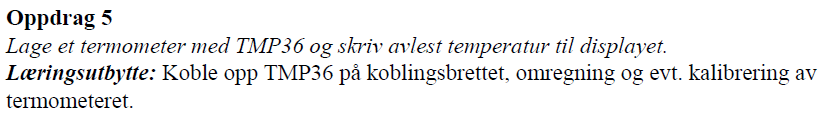 Oppdrag 5
Lage et termometer med TMP36 og skriv avlest temperatur til displayet.
Læringsutbytte: Koble opp TMP36 på koblingsbrettet, omregning og evt. kalibrering av
termometeret.